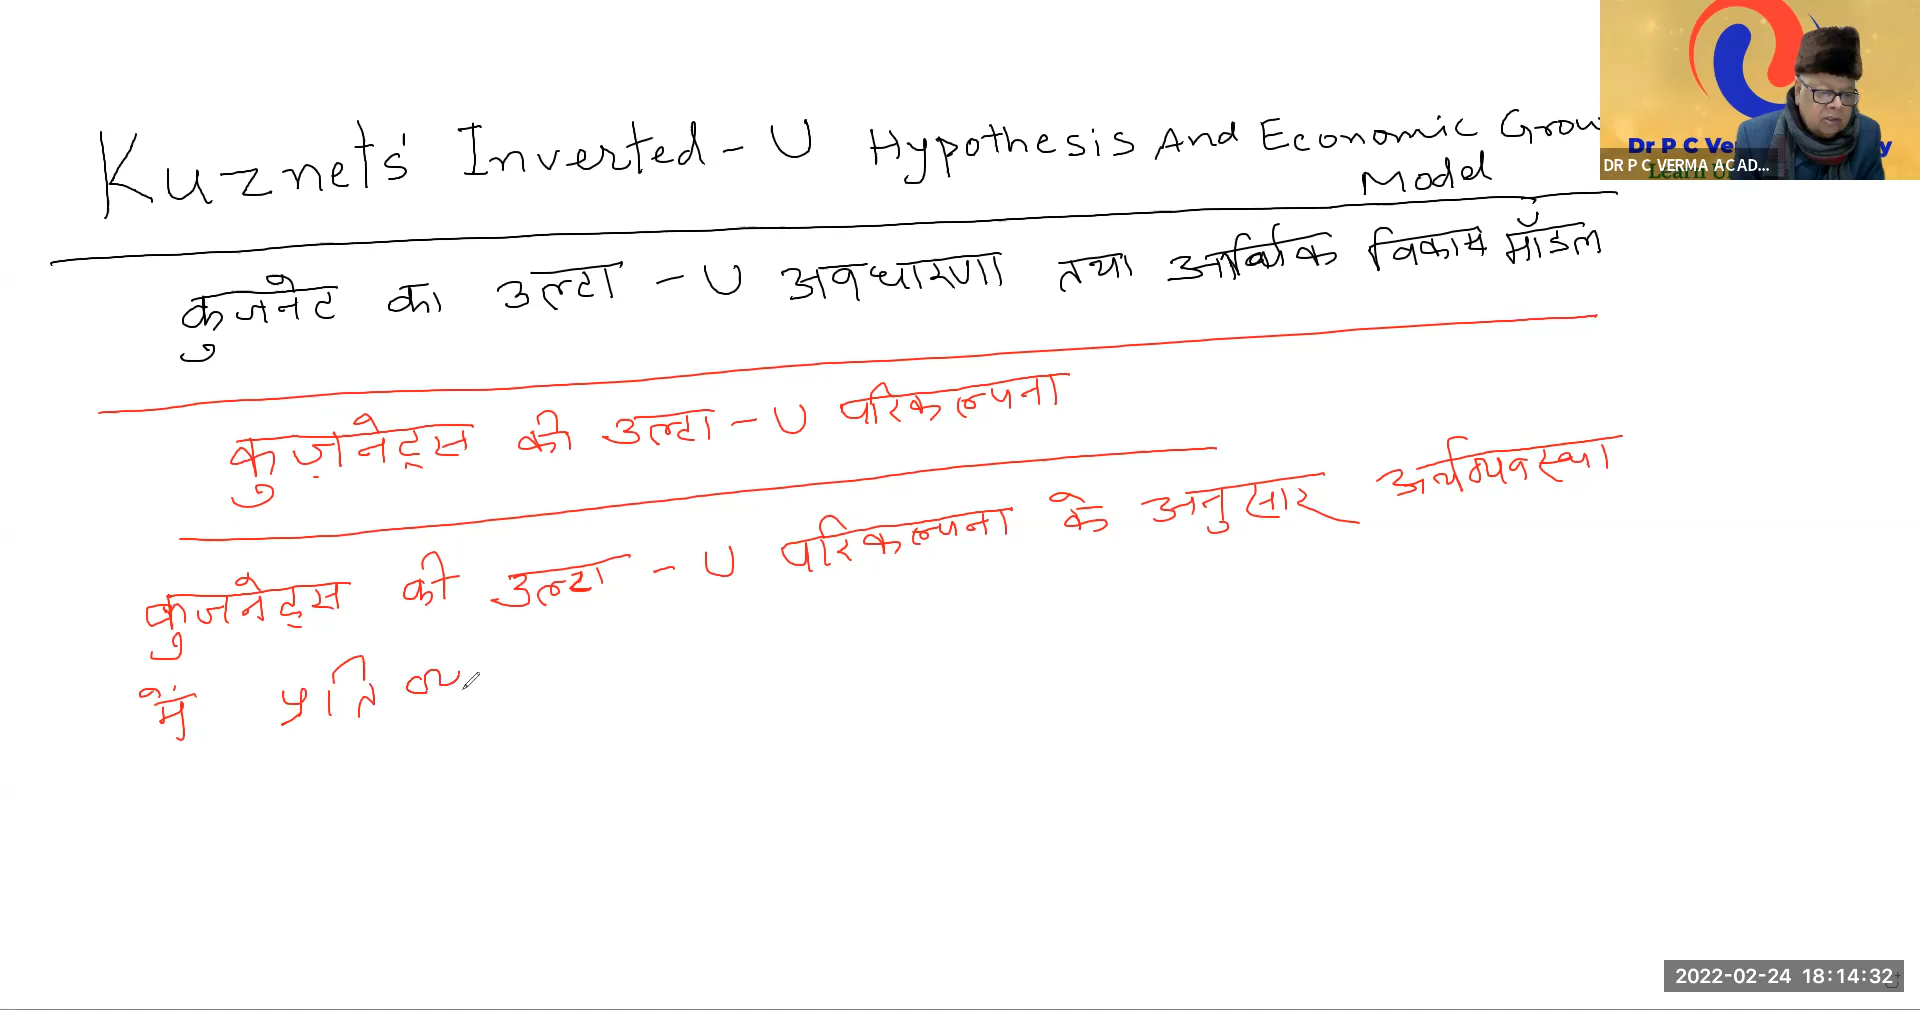 Kuznets' Inverted-U Hypothesis And Economic Grow
Model
कुजनेट का उल्टा-U अवधारणा तथा आर्थिक विकास मॉडल
कुज़नेट्स की उल्टा-U परिकल्पना
कुजनेट्स की उल्टा-U परिकल्पना के अनुसार अर्थव्यवस्था
में प्रति
Dr P C Ve y
DR P C VERMA ACAD...
2022-02-24 18:14:32